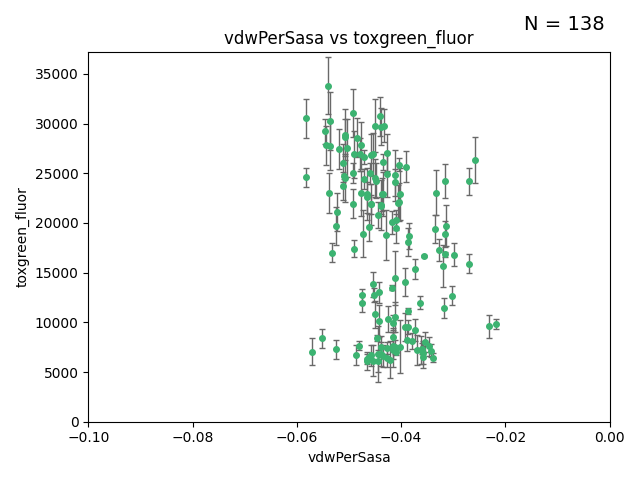 N = 138
vdwPerSasa vs toxgreen_fluor
35000
30000
25000
20000
15000
10000
5000
0
toxgreen_fluor
−0.10 −0.08 −0.06 −0.04 −0.02 0.00
vdwPerSasa